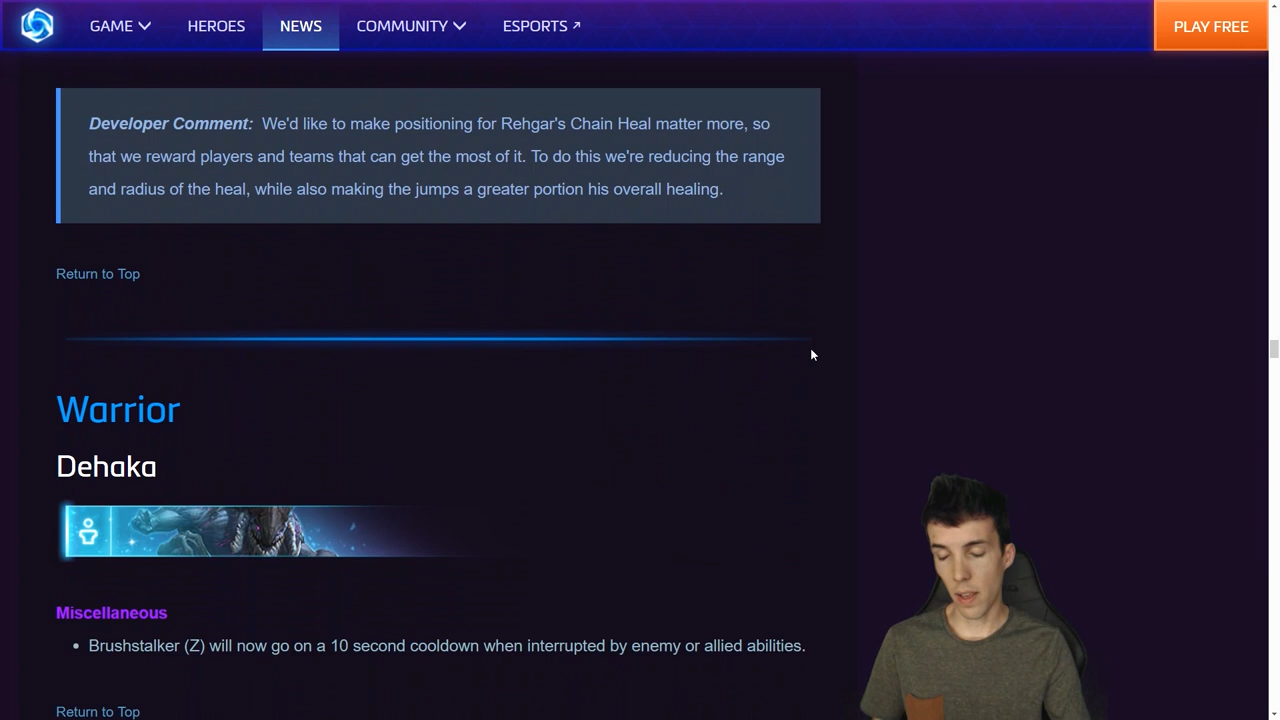 GAME HEROES NEWS COMMUNITY ESPORTS PLAY FREE
Developer Comment: We'd like to make positioning for Rehgar's Chain Heal matter more, so
that we reward players and teams that can get the most of it. To do this we're reducing the range
and radius of the heal, while also making the jumps a greater portion his overall healing.
Return to Top
Warrior
Dehaka
Miscellaneous
• Brushstalker (Z) will now go on a 10 second cooldown when interrupted by enemy or allied abilities.
Return to Top